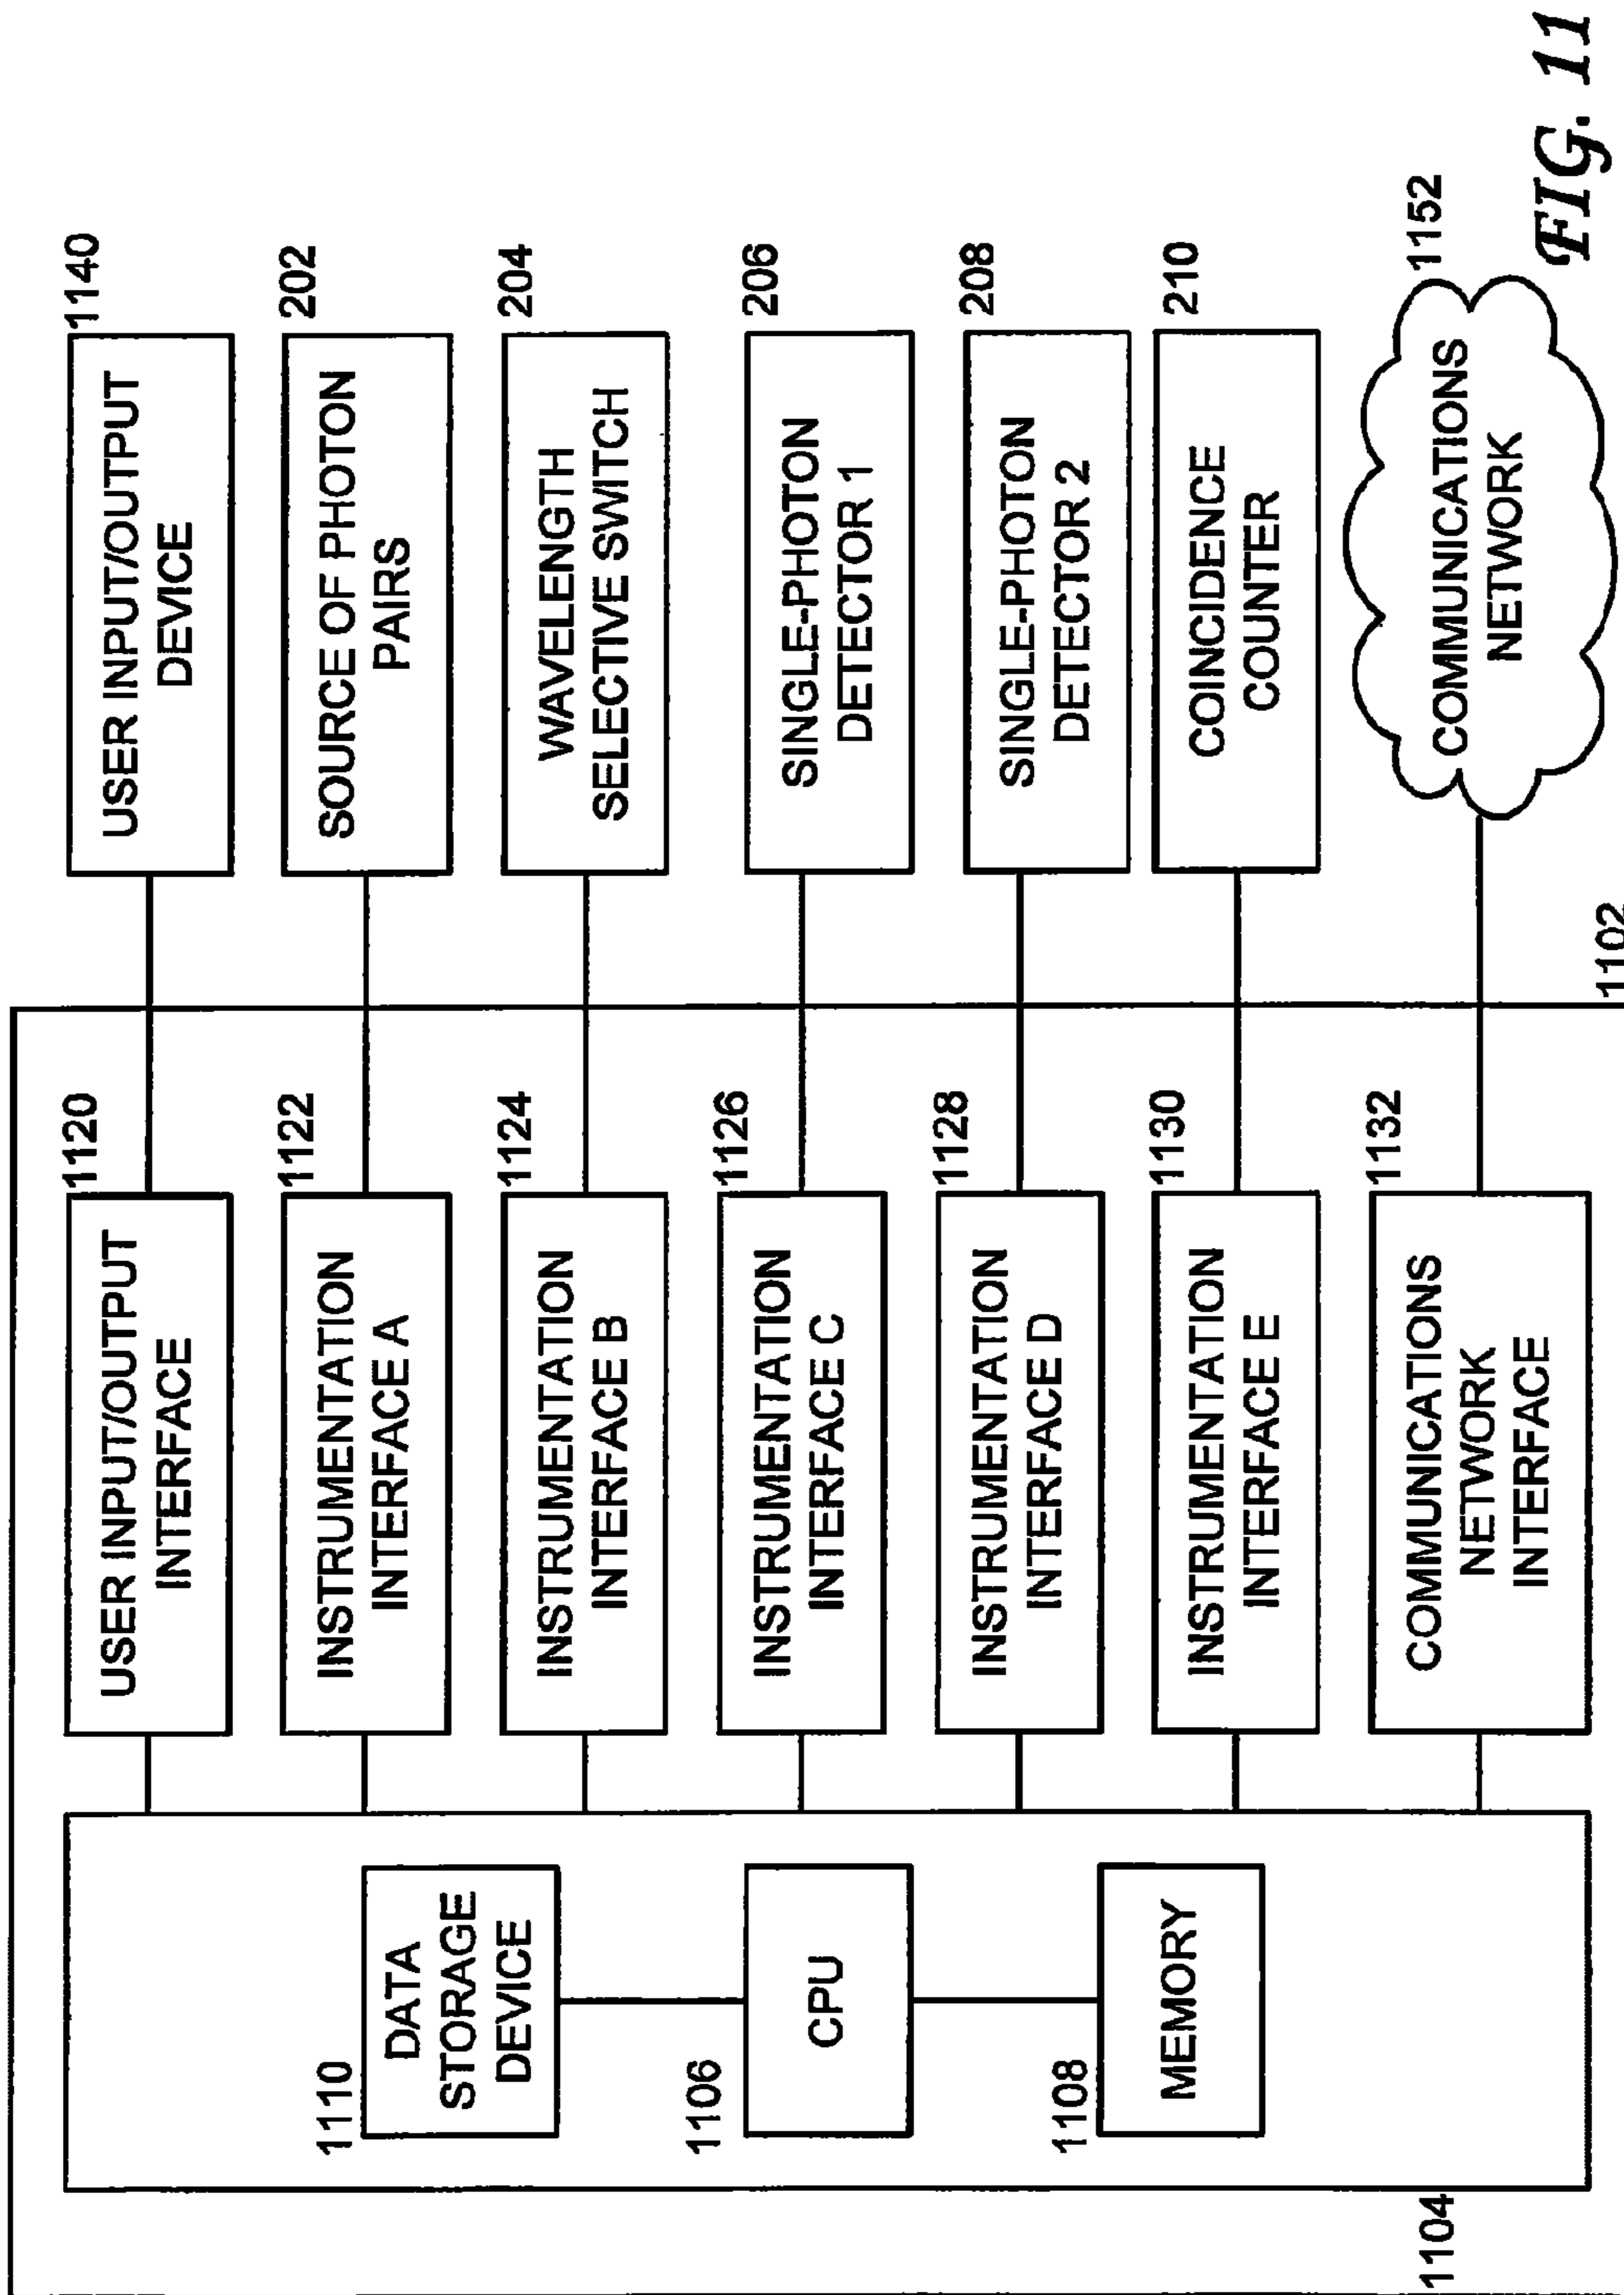 1110
DATA
STORAGE
DEVICE
1106
CPU
1108
MEMORY
1104
USER INPUT/OUTPUT
INTERFACE
1120
INSTRUMENTATION
INTERFACE A
1122
INSTRUMENTATION
INTERFACE B
1124
INSTRUMENTATION
INTERFACE C
1126
INSTRUMENTATION
INTERFACE D
1128
INSTRUMENTATION
INTERFACE E
1130
COMMUNICATIONS
NETWORK
INTERFACE
1132
1102
USER INPUT/OUTPUT
DEVICE
1140
SOURCE OF PHOTON
PAIRS
202
WAVELENGTH
SELECTIVE SWITCH
204
SINGLE-PHOTON
DETECTOR 1
206
SINGLE-PHOTON
DETECTOR 2
208
COINCIDENCE
COUNTER
210
COMMUNICATIONS
NETWORK
1152
FIG. 11